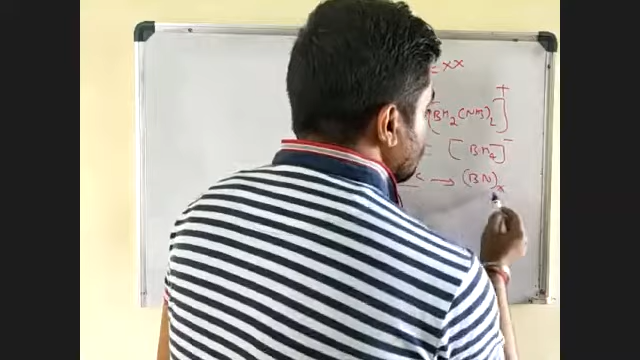 = xx
[BH2(NH3)2]+
[BH4]-
→ (BN)x